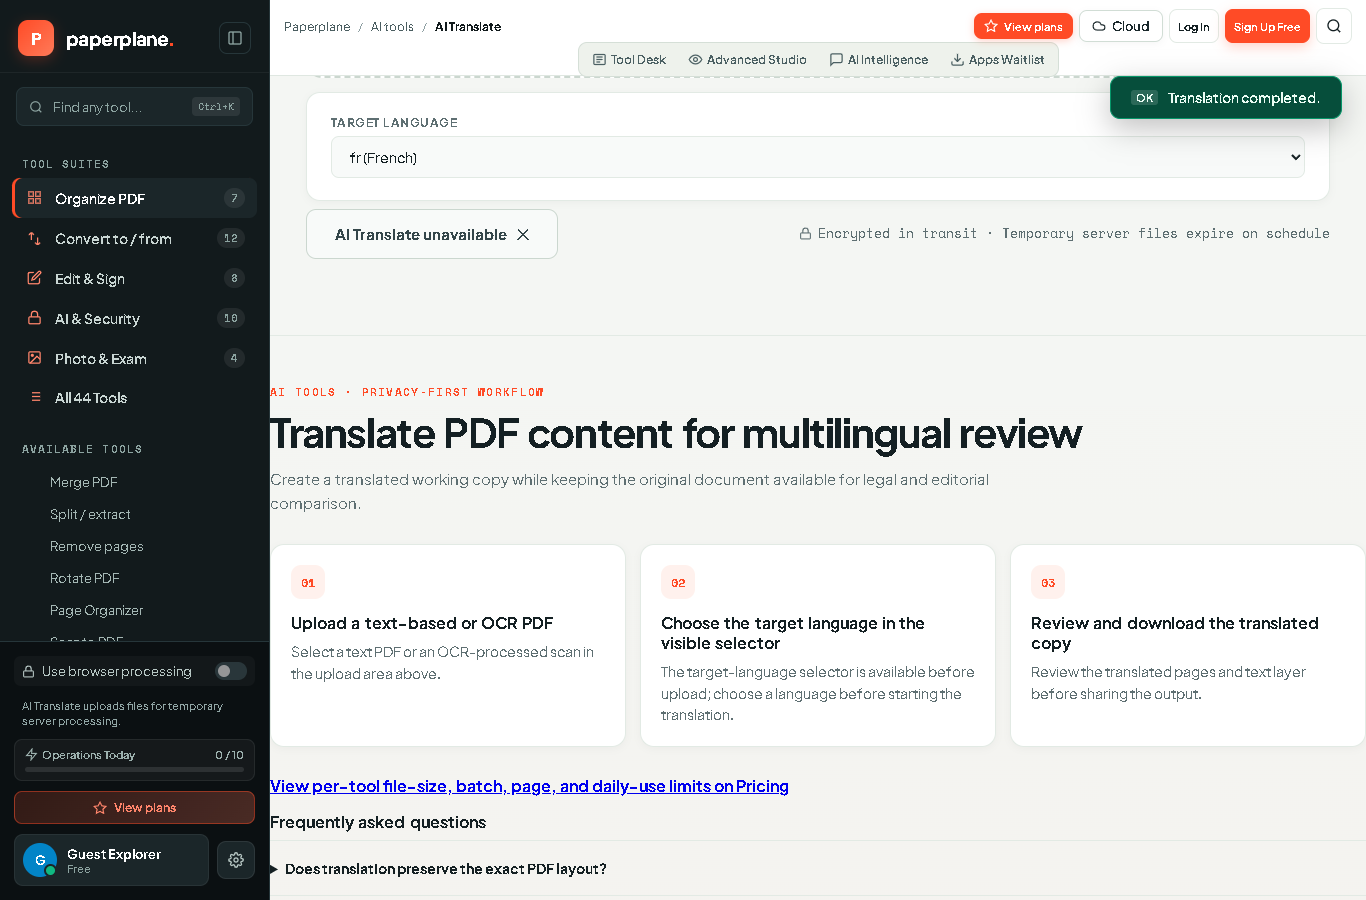 P
paperplane.
Find any tool...
Ctrl+K
TOOL SUITES
Organize PDF
7
Convert to / from
12
Edit & Sign
8
AI & Security
10
Photo & Exam
4
All 44 Tools
AVAILABLE TOOLS
Merge PDF
Split / extract
Remove pages
Rotate PDF
Page Organizer
Use browser processing
AI Translate uploads files for temporary
server processing.
Operations Today
0 / 10
View plans
G
Guest Explorer
Free
Paperplane / AI tools / AI Translate
View plans
Cloud
Log In
Sign Up Free
Tool Desk
Advanced Studio
AI Intelligence
Apps Waitlist
OK
Translation completed.
TARGET LANGUAGE
fr (French)
AI Translate unavailable
Encrypted in transit · Temporary server files expire on schedule
AI TOOLS · PRIVACY-FIRST WORKFLOW
Translate PDF content for multilingual review
Create a translated working copy while keeping the original document available for legal and editorial
comparison.
01
Upload a text-based or OCR PDF
Select a text PDF or an OCR-processed scan in
the upload area above.
02
Choose the target language in the
visible selector
The target-language selector is available before
upload; choose a language before starting the
translation.
03
Review and download the translated
copy
Review the translated pages and text layer
before sharing the output.
View per-tool file-size, batch, page, and daily-use limits on Pricing
Frequently asked questions
Does translation preserve the exact PDF layout?